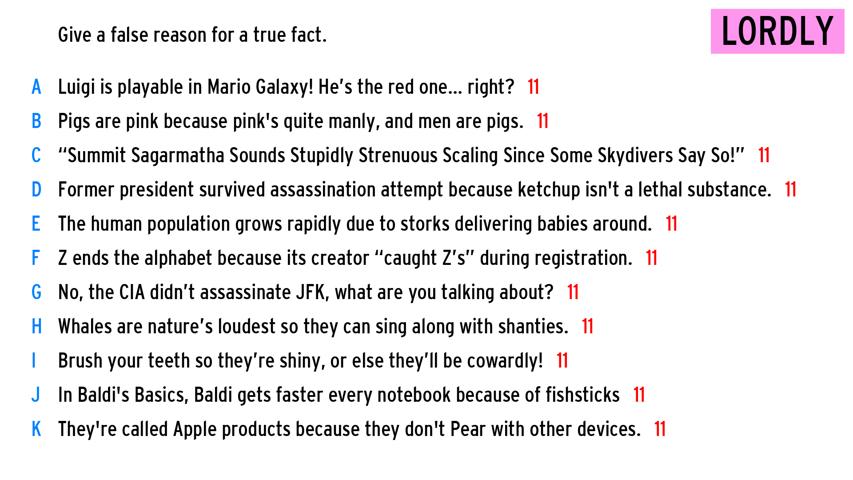 Give a false reason for a true fact.
LORDLY
A Luigi is playable in Mario Galaxy! He’s the red one... right? 11
B Pigs are pink because pink's quite manly, and men are pigs. 11
C “Summit Sagarmatha Sounds Stupidly Strenuous Scaling Since Some Skydivers Say So!” 11
D Former president survived assassination attempt because ketchup isn't a lethal substance. 11
E The human population grows rapidly due to storks delivering babies around. 11
F Z ends the alphabet because its creator “caught Z’s” during registration. 11
G No, the CIA didn’t assassinate JFK, what are you talking about? 11
H Whales are nature’s loudest so they can sing along with shanties. 11
I Brush your teeth so they’re shiny, or else they’ll be cowardly! 11
J In Baldi's Basics, Baldi gets faster every notebook because of fishsticks 11
K They're called Apple products because they don't Pear with other devices. 11